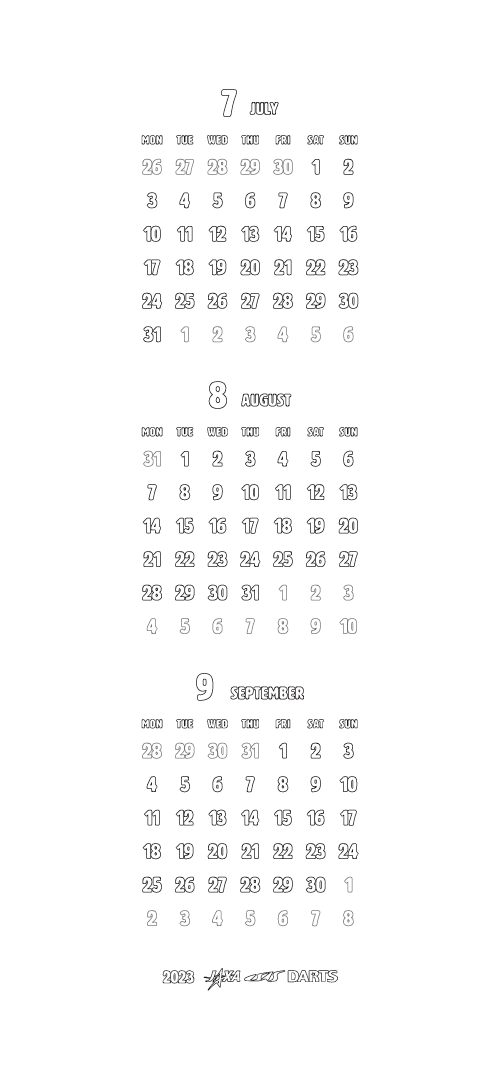 7 JULY
MON TUE WED THU FRI SAT SUN
26 27 28 29 30 1 2
3 4 5 6 7 8 9
10 11 12 13 14 15 16
17 18 19 20 21 22 23
24 25 26 27 28 29 30
31 1 2 3 4 5 6
8 AUGUST
MON TUE WED THU FRI SAT SUN
31 1 2 3 4 5 6
7 8 9 10 11 12 13
14 15 16 17 18 19 20
21 22 23 24 25 26 27
28 29 30 31 1 2 3
4 5 6 7 8 9 10
9 SEPTEMBER
MON TUE WED THU FRI SAT SUN
28 29 30 31 1 2 3
4 5 6 7 8 9 10
11 12 13 14 15 16 17
18 19 20 21 22 23 24
25 26 27 28 29 30 1
2 3 4 5 6 7 8
2023 JAXA DARTS